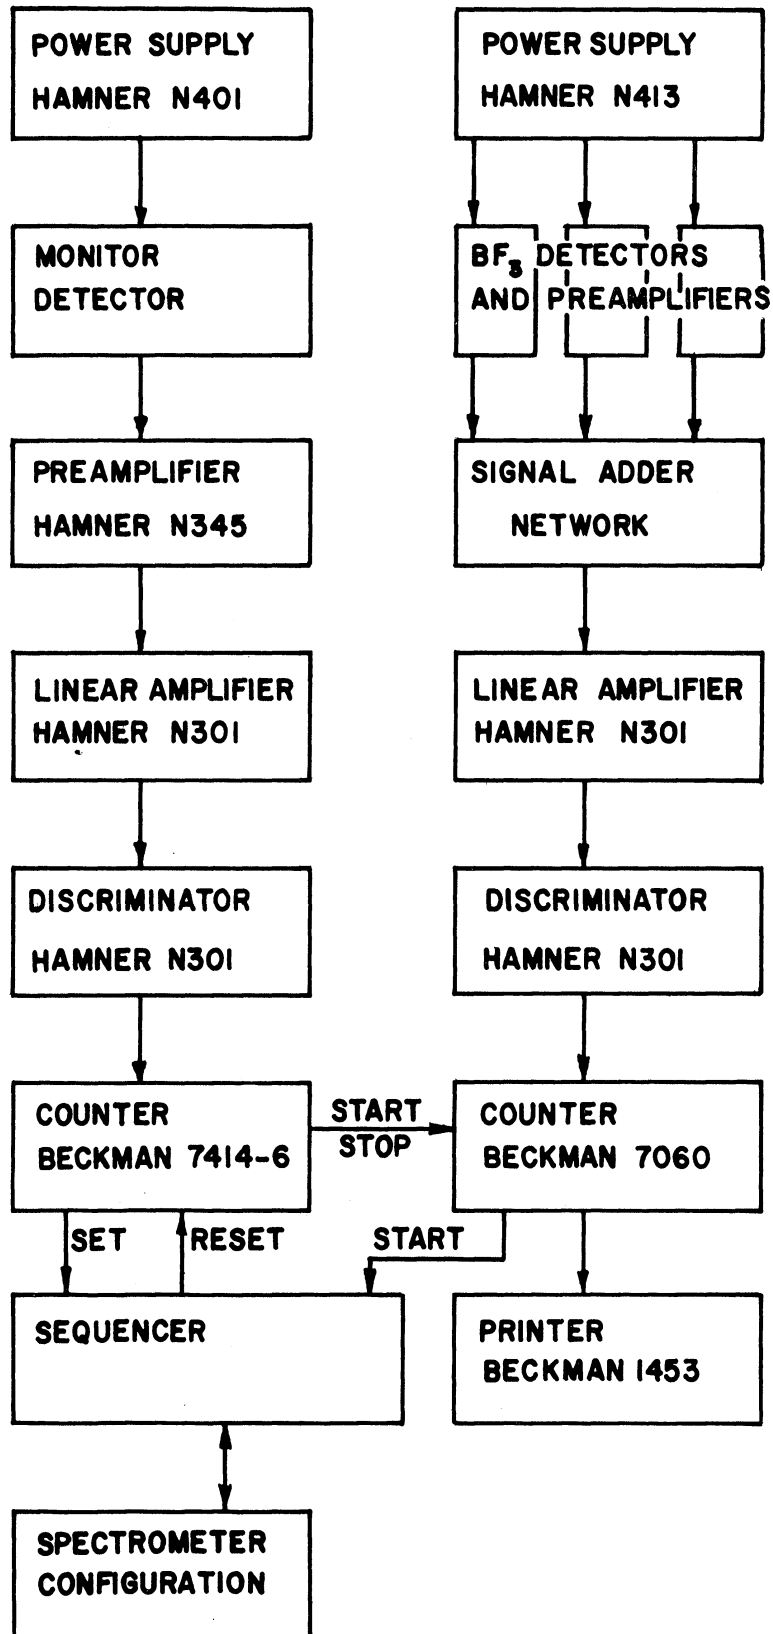 POWER SUPPLY
HAMNER N401
MONITOR
DETECTOR
PREAMPLIFIER
HAMNER N345
LINEAR AMPLIFIER
HAMNER N301
DISCRIMINATOR
HAMNER N301
COUNTER
BECKMAN 7414-6
SET
RESET
SEQUENCER
SPECTROMETER
CONFIGURATION
START
STOP
START
POWER SUPPLY
HAMNER N413
BF₃ DETECTORS
AND PREAMPLIFIERS
SIGNAL ADDER
NETWORK
LINEAR AMPLIFIER
HAMNER N301
DISCRIMINATOR
HAMNER N301
COUNTER
BECKMAN 7060
PRINTER
BECKMAN 1453